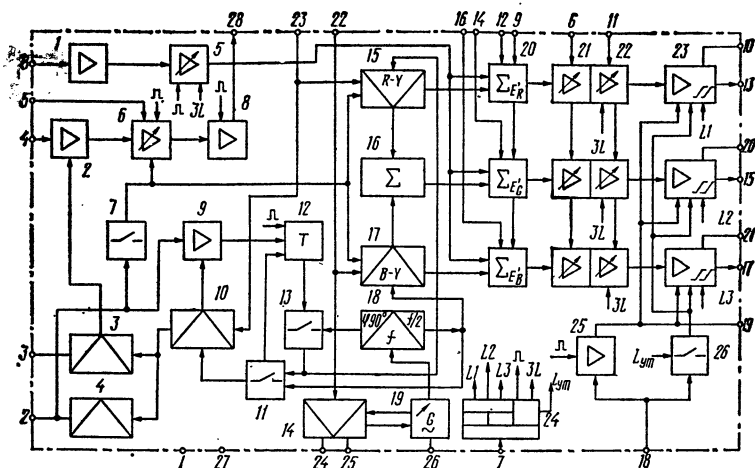 28 23 22 16 14 12 9 6 11
1 5 15 20 21 22 23 10
8 R-Y Σ E'R 13
5 6 3L 8 L1
4 16 3L 20
2 Σ Σ E'G 15
7 9 12 17 3L L2 21
T B-Y Σ E'B 17
10 13 18 3L L3
3 φ90° f/2 f 25 19
3 L1 L2 L3 3L Lут Lут 26
4 11 19
2 14 G ~ 24
1 27 24 25 26 7 18